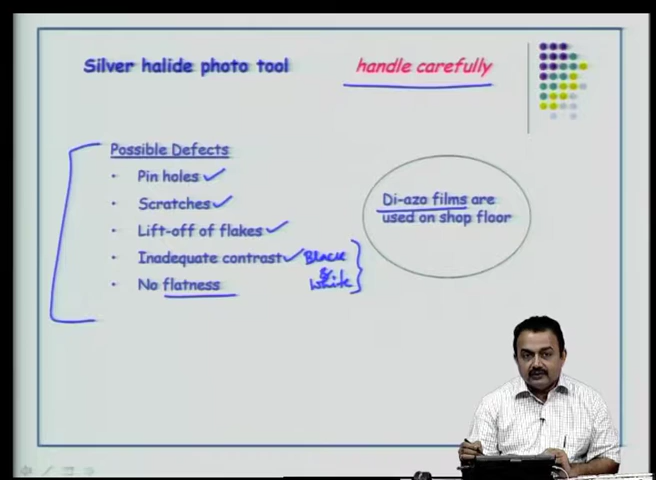 Silver halide photo tool
handle carefully
Possible Defects
• Pin holes ✓
• Scratches ✓
• Lift-off of flakes ✓
• Inadequate contrast ✓
• No flatness
Black
&
White
Di-azo films are
used on shop floor